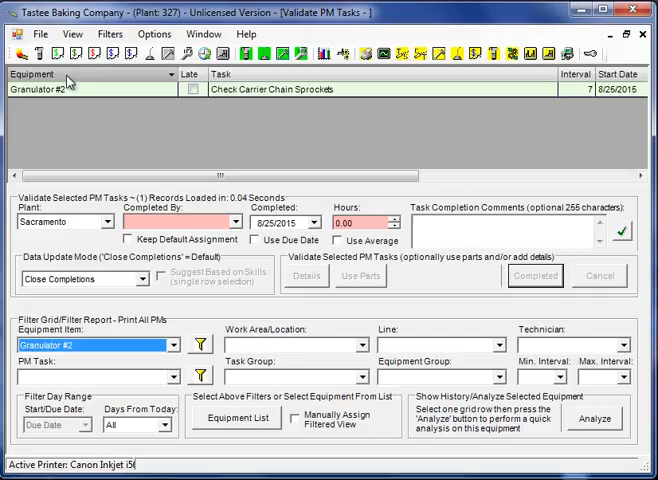 Tastee Baking Company - (Plant: 327) - Unlicensed Version - [Validate PM Tasks - ]
File View Filters Options Window Help
Equipment Late Task Interval Start Date
Granulator #2 Check Carrier Chain Sprockets 7 8/25/2015
Validate Selected PM Tasks ~ (1) Records Loaded in: 0.04 Seconds
Plant: Completed By: Completed: Hours: Task Completion Comments (optional 255 characters)
Sacramento 8/25/2015 0.00
Keep Default Assignment Use Due Date Use Average
Data Update Mode ('Close Completions' = Default) Validate Selected PM Tasks (optionally use parts and/or add details)
Close Completions Suggest Based on Skills
(single row selection) Details Use Parts Completed Cancel
Filter Grid/Filter Report - Print All PMs
Equipment Item: Work Area/Location: Line: Technician:
Granulator #2
PM Task: Task Group: Equipment Group: Min. Interval: Max. Interval:
Filter Day Range Select Above Filters or Select Equipment From List Show History/Analyze Selected Equipment
Start/Due Date: Days From Today: Equipment List Manually Assign
Filtered View Select one grid row then press the
'Analyze' button to perform a quick
analysis on this equipment Analyze
Due Date All
Active Printer: Canon Inkjet i56